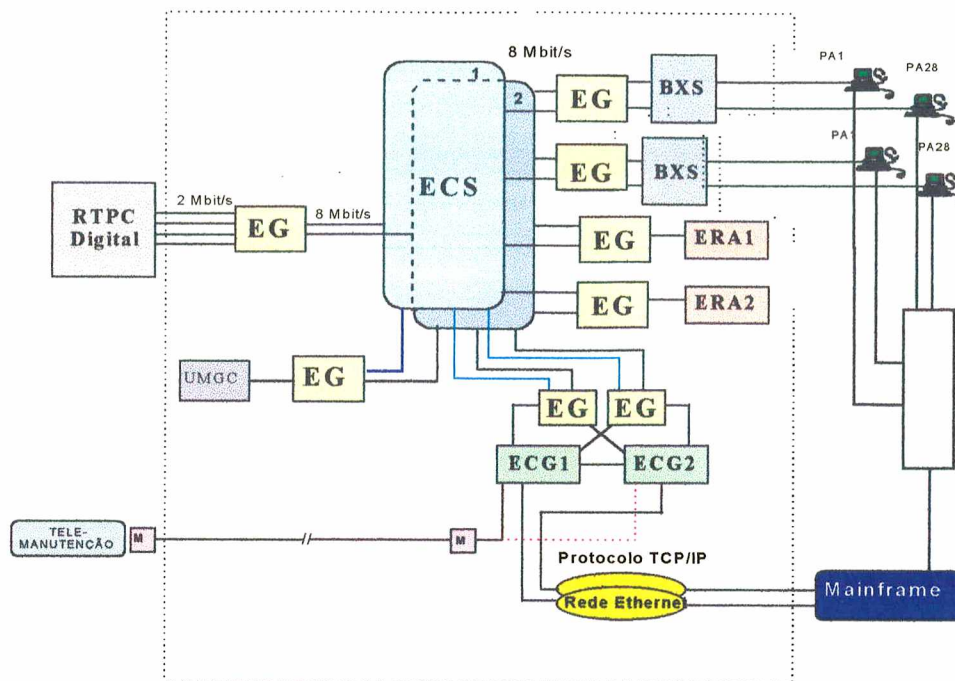 8 Mbit/s
1
2
EG
BXS
PA1
PA28
EG
BXS
PA1
PA28
ECS
RTPC
Digital
2 Mbit/s
EG
8 Mbit/s
EG
ERA1
EG
ERA2
UMGC
EG
EG
EG
ECG1
ECG2
TELE-
MANUTENÇÃO
M
M
Protocolo TCP/IP
Rede Ethernet
Mainframe